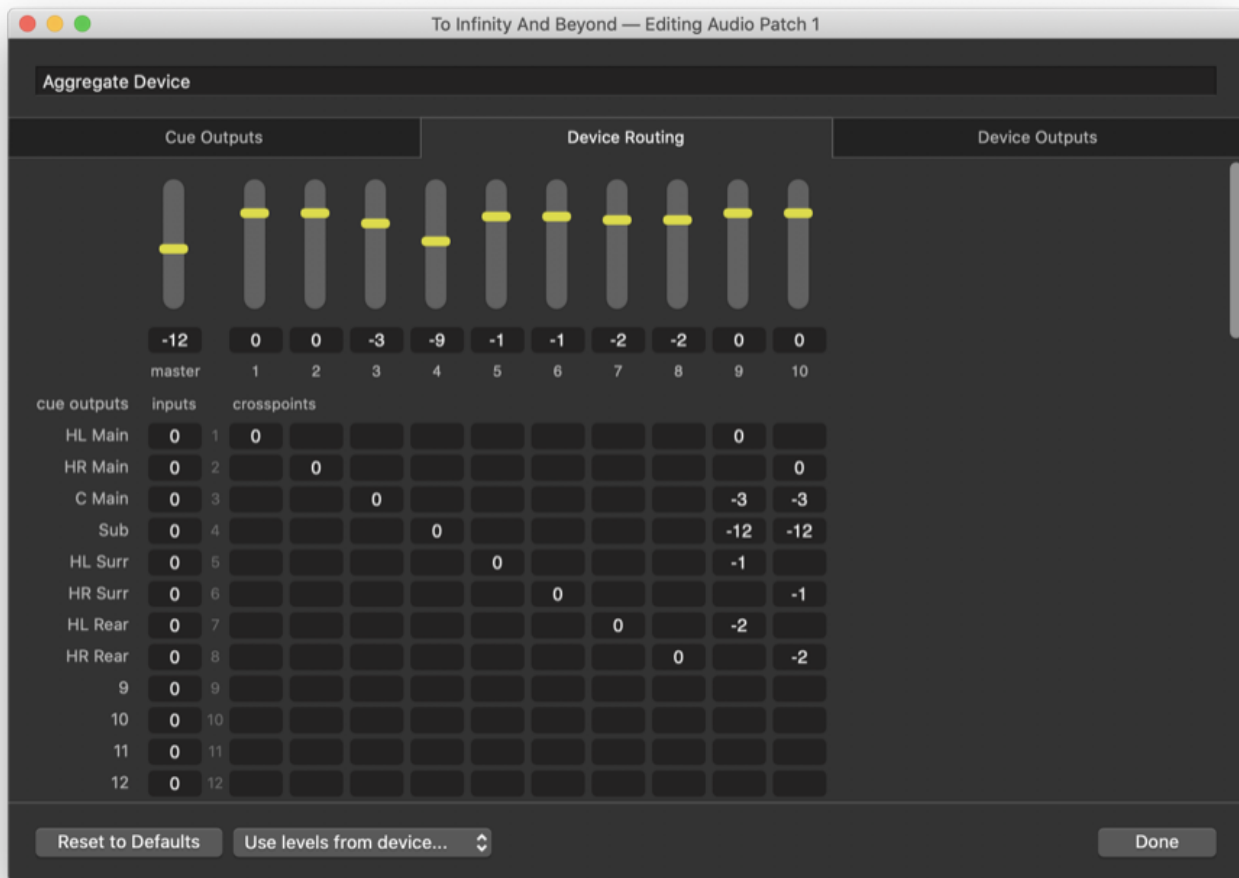 To Infinity And Beyond — Editing Audio Patch 1
Aggregate Device
Cue Outputs Device Routing Device Outputs
-12 0 0 -3 -9 -1 -1 -2 -2 0 0
master 1 2 3 4 5 6 7 8 9 10
cue outputs inputs crosspoints
HL Main 0 1 0 0
HR Main 0 2 0 0
C Main 0 3 0 -3 -3
Sub 0 4 0 -12 -12
HL Surr 0 5 0 -1
HR Surr 0 6 0 -1
HL Rear 0 7 0 -2
HR Rear 0 8 0 -2
9 0 9
10 0 10
11 0 11
12 0 12
Reset to Defaults Use levels from device... Done